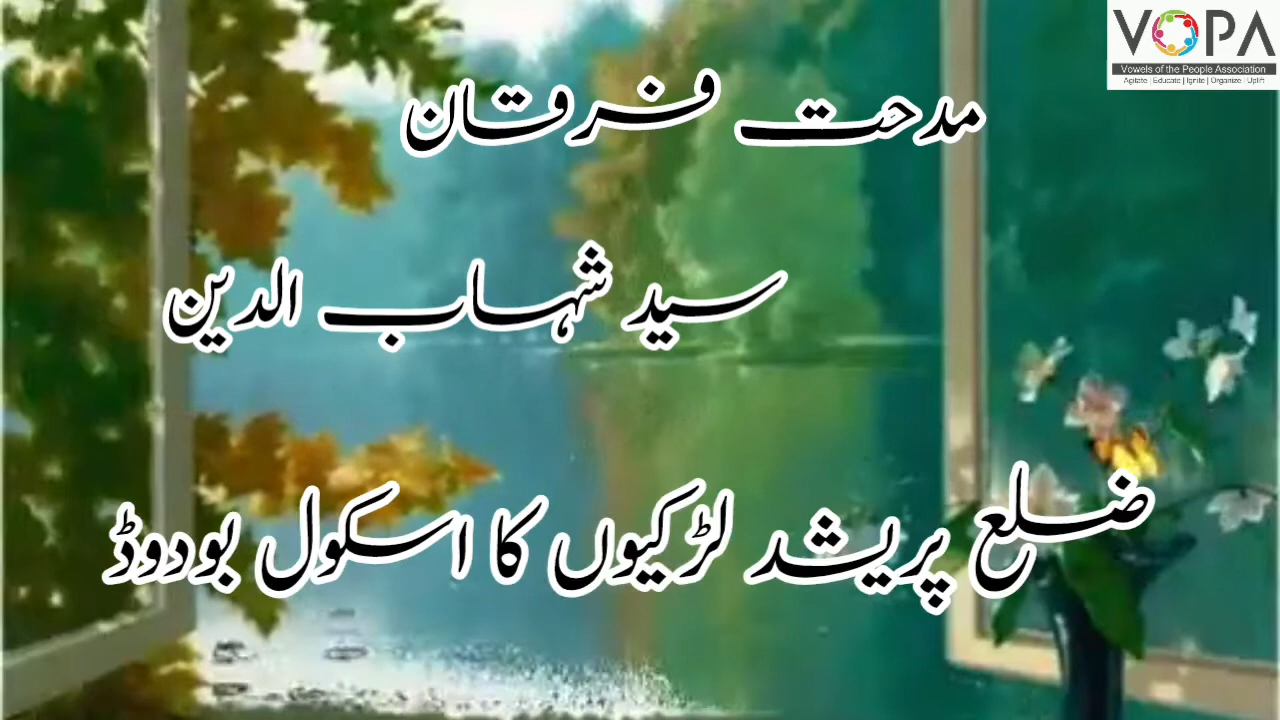 VOPA
Vowels of the People Association
Agitate | Educate | Ignite | Organize | Uplift
مدحت فرقان
سید شہاب الدین
ضلع پریشد لڑکیوں کا اسکول بودوڈ